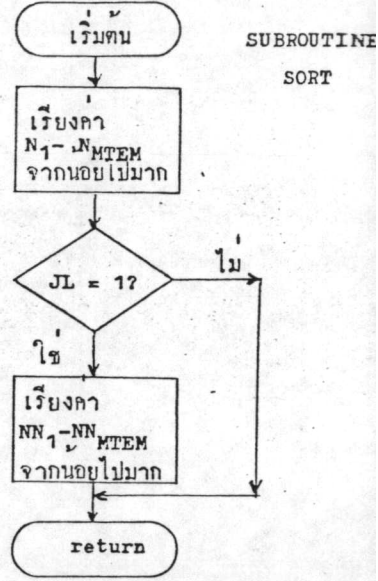 เริ่มต้น
SUBROUTINE
SORT
เรียงค่า
N1-.NMTEM
จากน้อยไปมาก
JL = 1?
ไม่
ใช่
เรียงค่า
NN1-NNMTEM
จากน้อยไปมาก
return